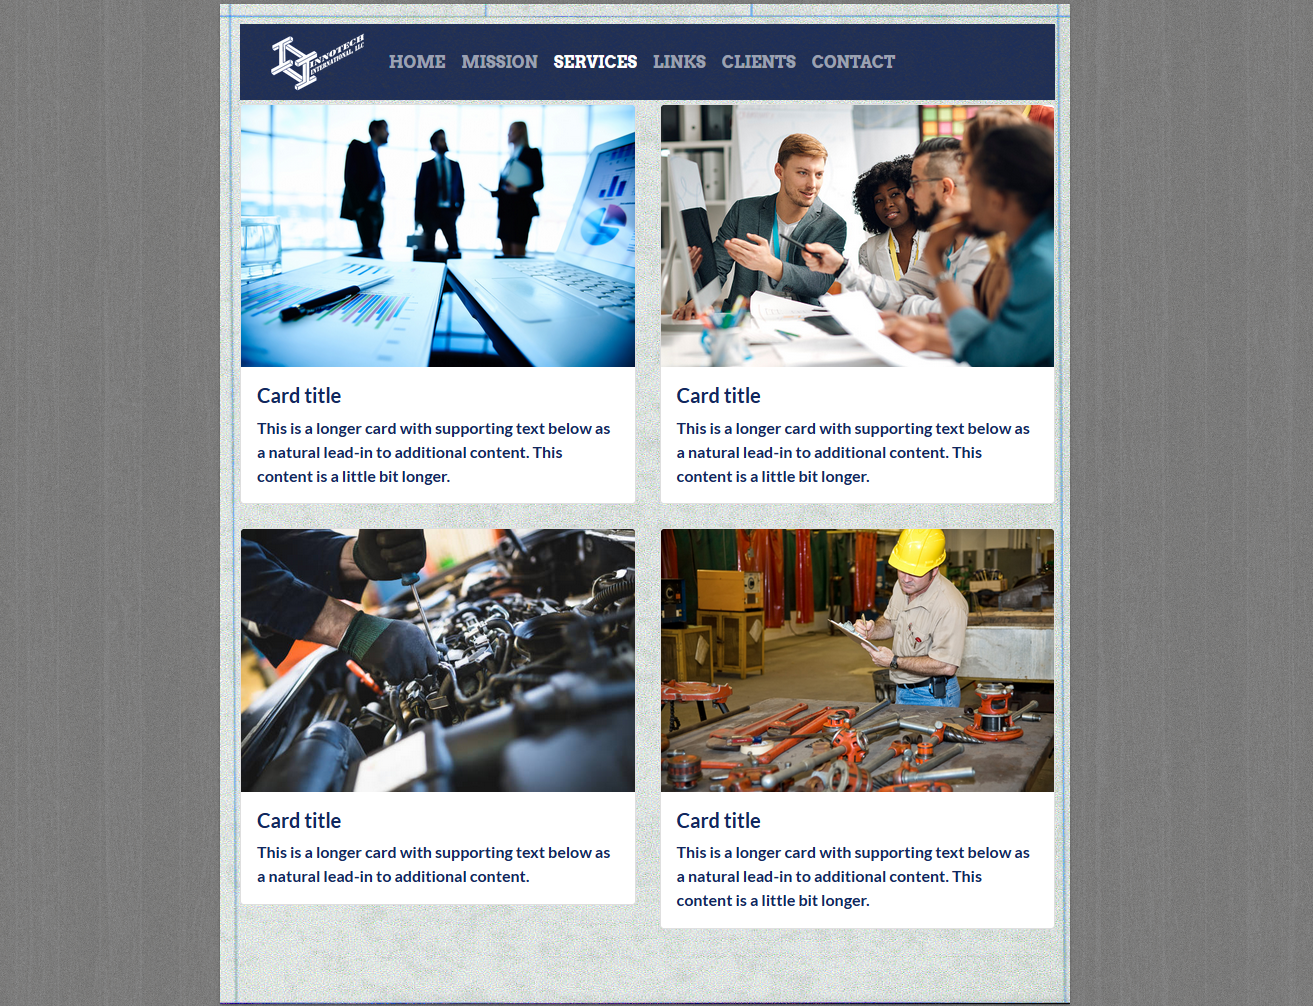 INNOTECH
INTERNATIONAL, LLC
HOME MISSION SERVICES LINKS CLIENTS CONTACT
Card title
This is a longer card with supporting text below as
a natural lead-in to additional content. This
content is a little bit longer.
Card title
This is a longer card with supporting text below as
a natural lead-in to additional content. This
content is a little bit longer.
Card title
This is a longer card with supporting text below as
a natural lead-in to additional content.
Card title
This is a longer card with supporting text below as
a natural lead-in to additional content. This
content is a little bit longer.